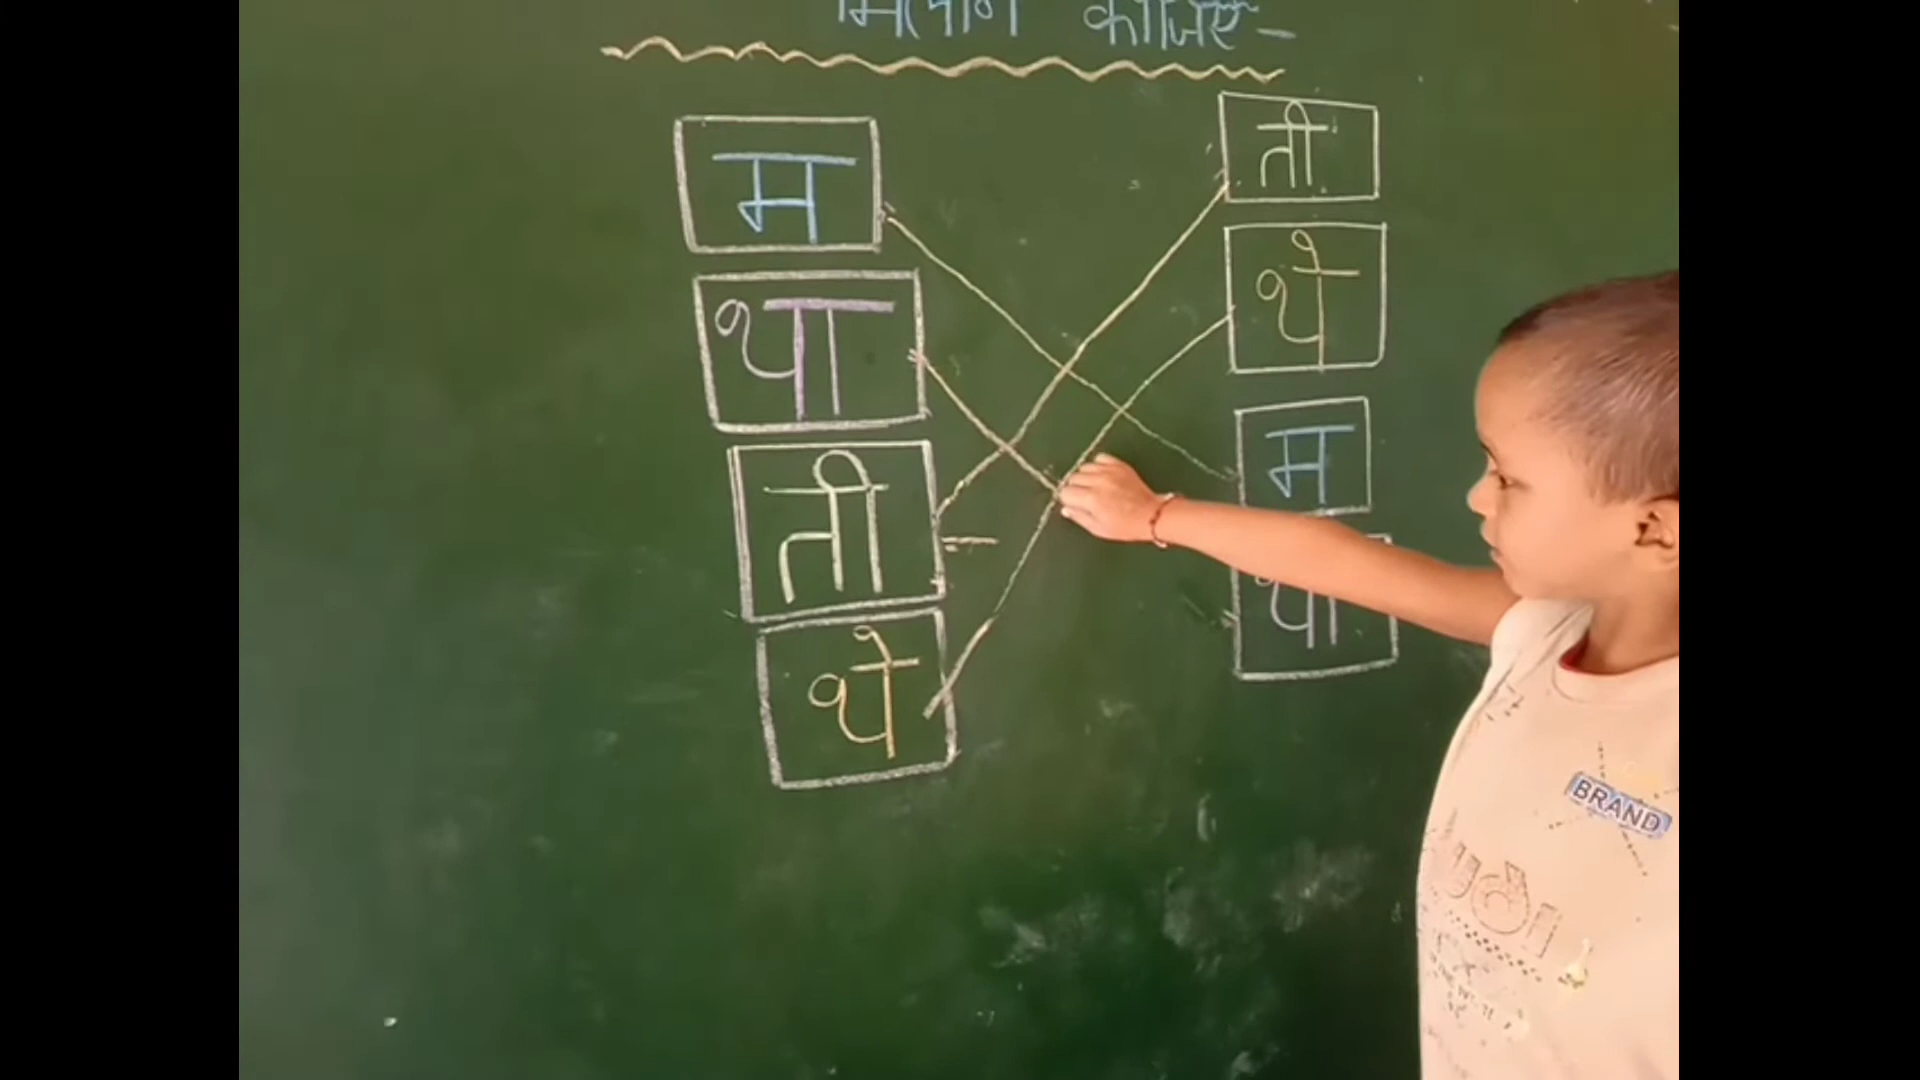 मिलान कीजिए-
म
था
ती
थे
ती
थे
म
था
BRAND